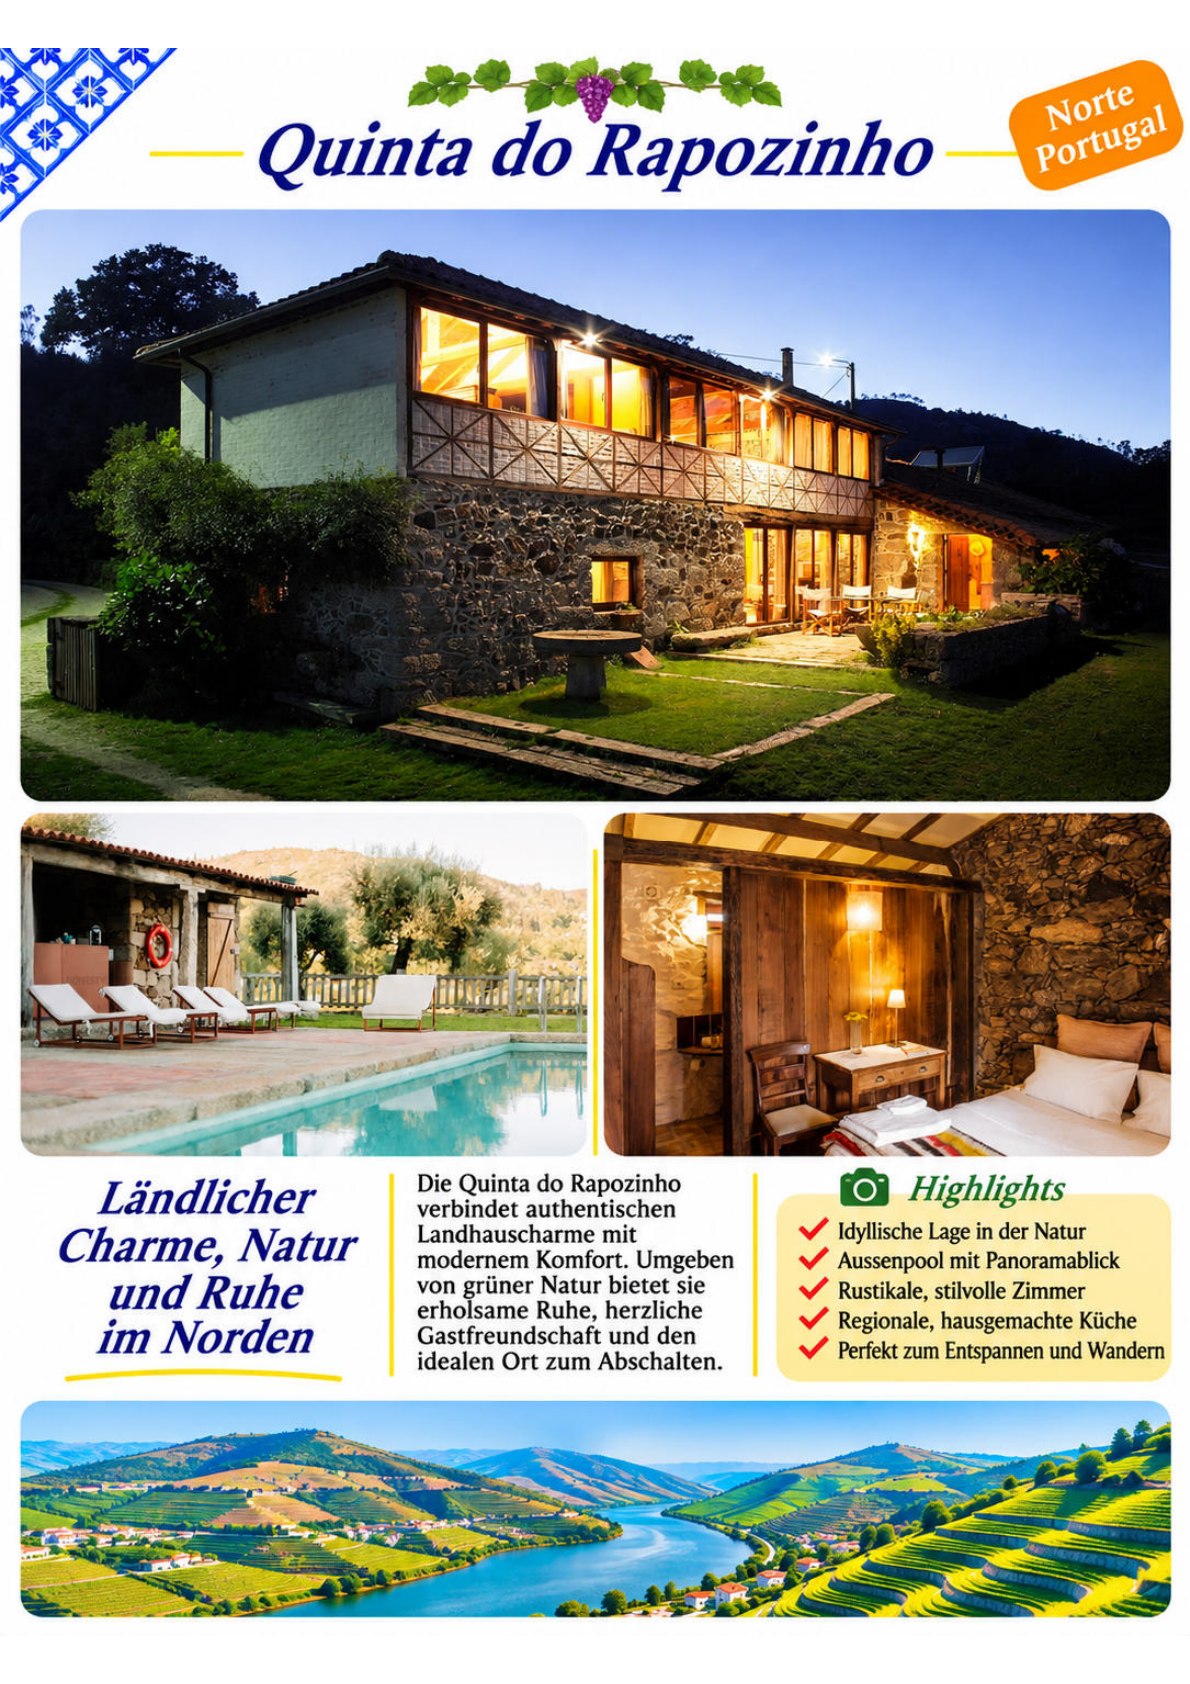 Norte
Portugal
Quinta do Rapozinho
Ländlicher
Charme, Natur
und Ruhe
im Norden
Die Quinta do Rapozinho
verbindet authentischen
Landhauscharme mit
modernem Komfort. Umgeben
von grüner Natur bietet sie
erholsame Ruhe, herzliche
Gastfreundschaft und den
idealen Ort zum Abschalten.
Highlights
Idyllische Lage in der Natur
Aussenpool mit Panoramablick
Rustikale, stilvolle Zimmer
Regionale, hausgemachte Küche
Perfekt zum Entspannen und Wandern